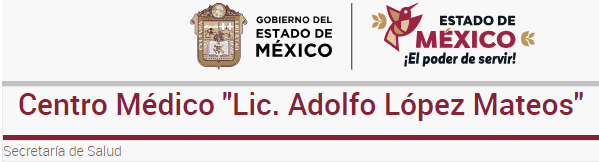 GOBIERNO DEL
ESTADO DE
MÉXICO
ESTADO DE
MÉXICO
¡El poder de servir!
Centro Médico "Lic. Adolfo López Mateos"
Secretaría de Salud